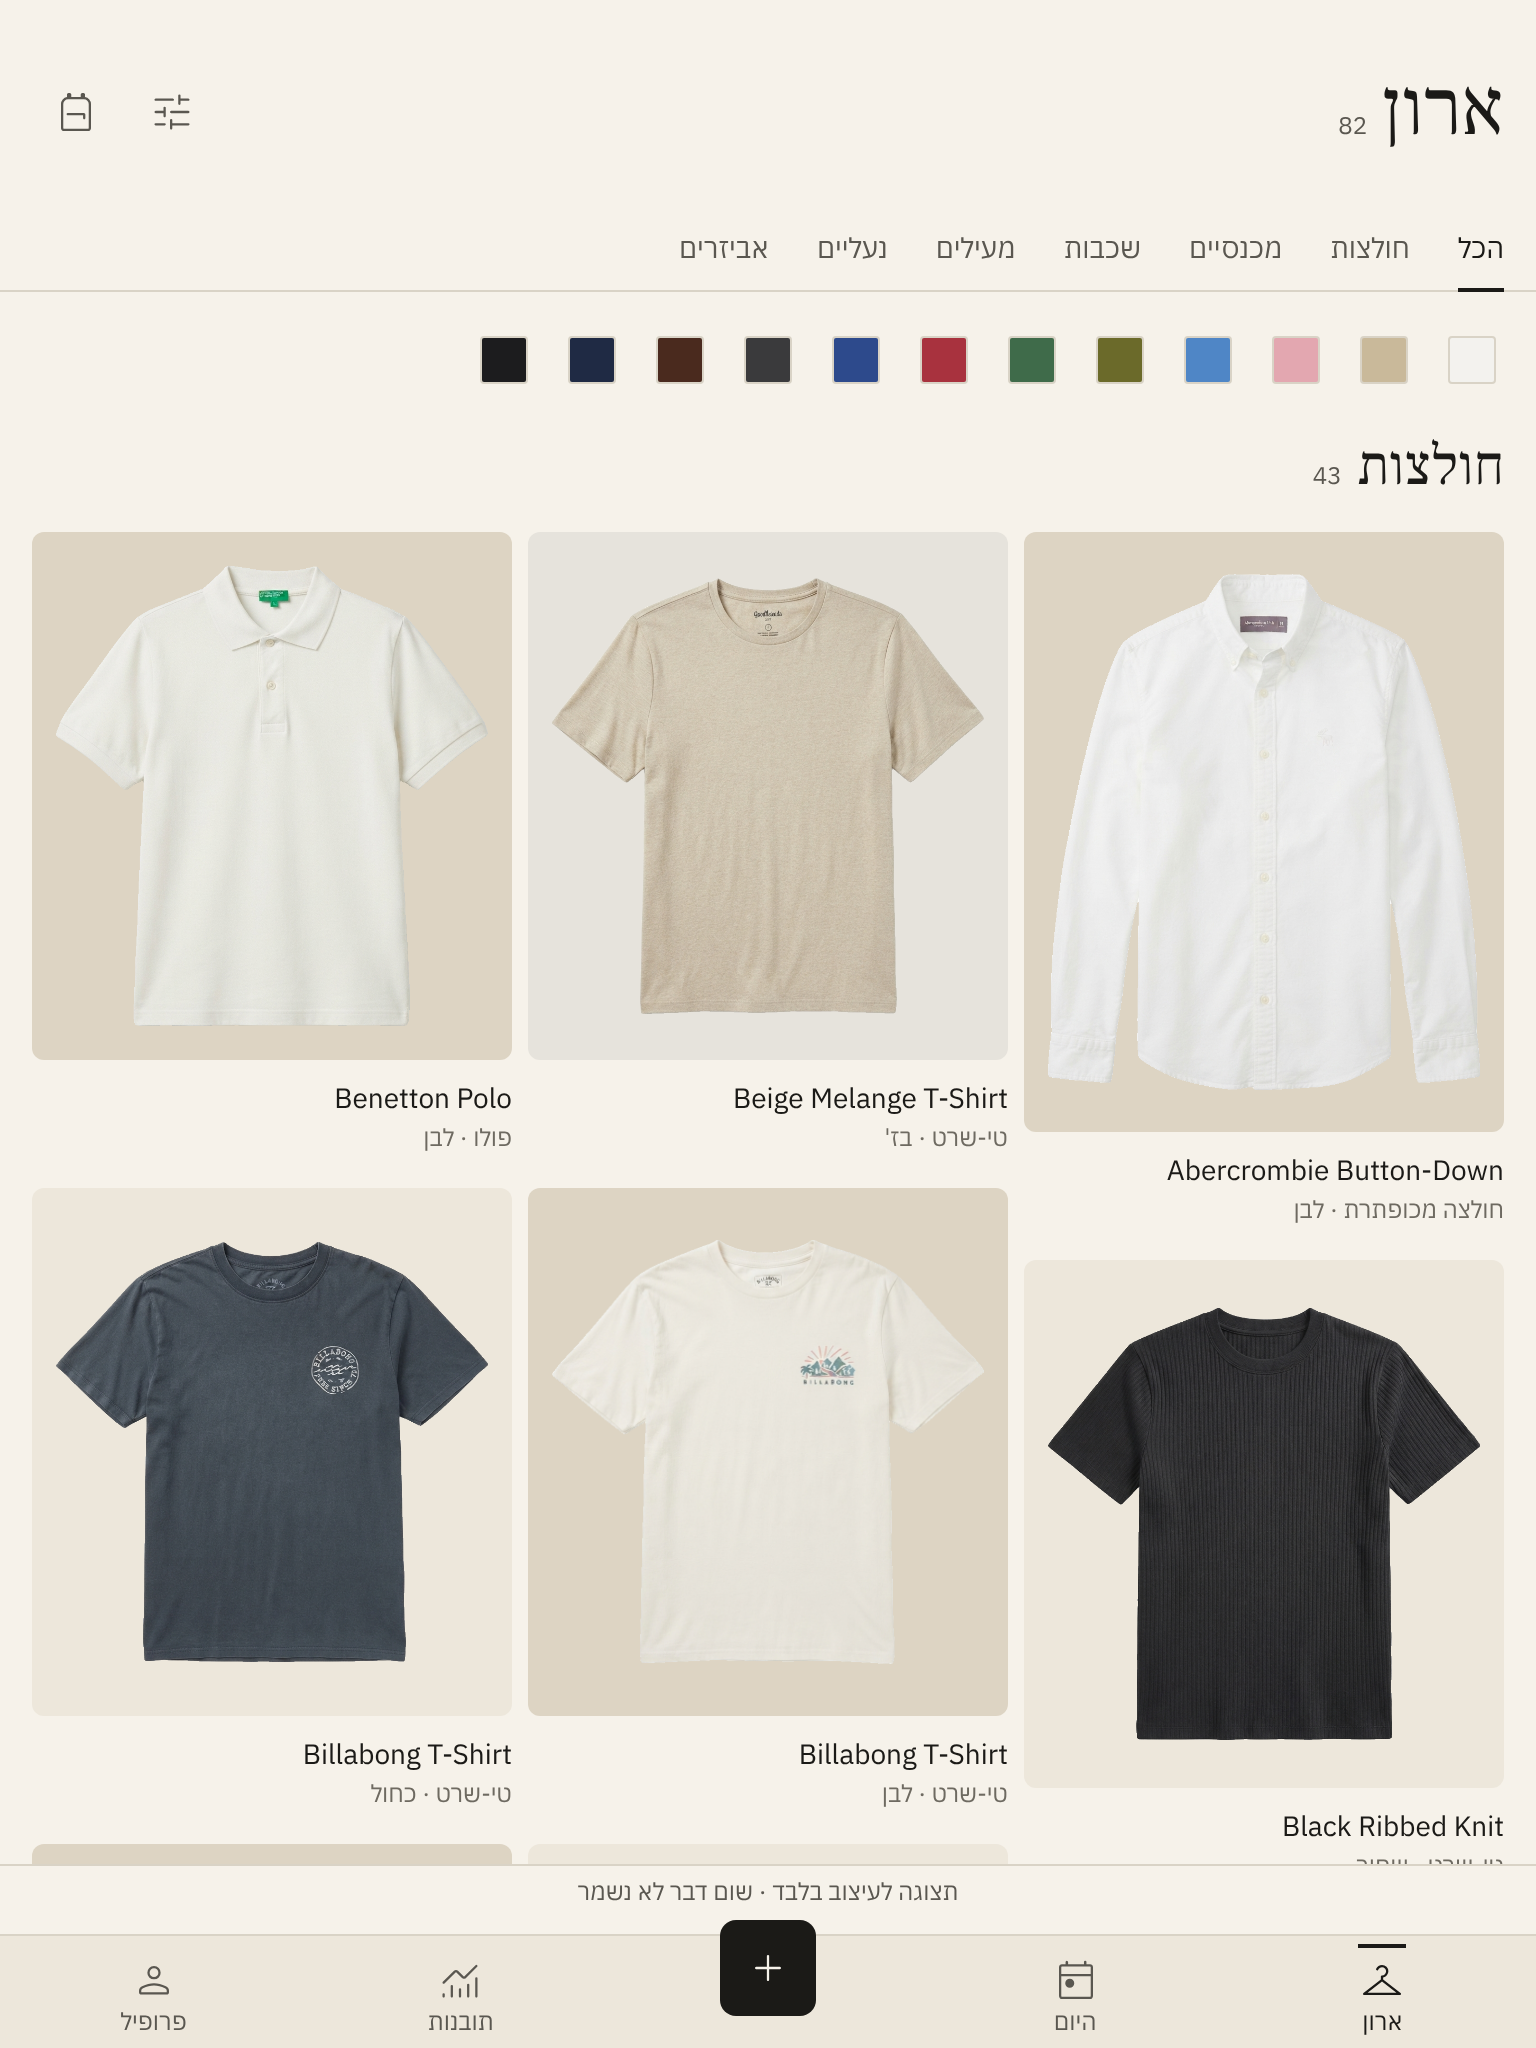 ארון 82
הכל חולצות מכנסיים שכבות מעילים נעליים אביזרים
חולצות 43
Abercrombie Button-Down
חולצה מכופתרת · לבן
Beige Melange T-Shirt
טי-שרט · בז'
Benetton Polo
פולו · לבן
Black Ribbed Knit
BILLABONG
Billabong T-Shirt
טי-שרט · לבן
BILLABONG
Billabong T-Shirt
טי-שרט · כחול
תצוגה לעיצוב בלבד · שום דבר לא נשמר
ארון
היום
תובנות
פרופיל